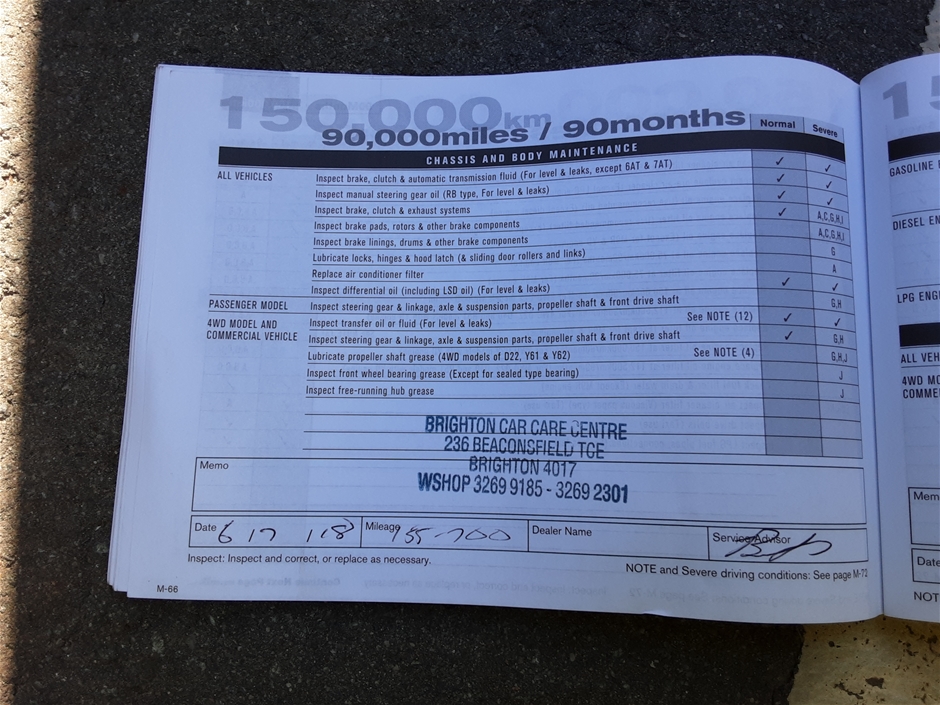 150,000km
90,000miles / 90months
Normal
Severe
CHASSIS AND BODY MAINTENANCE
ALL VEHICLES
Inspect brake, clutch & automatic transmission fluid (For level & leaks, except 6AT & 7AT) ✓ ✓
Inspect manual steering gear oil (RB type, For level & leaks) ✓ ✓
Inspect brake, clutch & exhaust systems ✓ ✓
Inspect brake pads, rotors & other brake components ✓ A,C,G,H,I
Inspect brake linings, drums & other brake components A,C,G,H,I
Lubricate locks, hinges & hood latch (& sliding door rollers and links) G
Replace air conditioner filter A
Inspect differential oil (including LSD oil) (For level & leaks) ✓ ✓
PASSENGER MODEL Inspect steering gear & linkage, axle & suspension parts, propeller shaft & front drive shaft G,H
4WD MODEL AND
COMMERCIAL VEHICLE
Inspect transfer oil or fluid (For level & leaks) See NOTE (12) ✓ ✓
Inspect steering gear & linkage, axle & suspension parts, propeller shaft & front drive shaft ✓ G,H
Lubricate propeller shaft grease (4WD models of D22, Y61 & Y62) See NOTE (4) G,H,J
Inspect front wheel bearing grease (Except for sealed type bearing) J
Inspect free-running hub grease J
BRIGHTON CAR CARE CENTRE
236 BEACONSFIELD TCE
BRIGHTON 4017
WSHOP 3269 9185 - 3269 2301
Memo
Date 6 17 118 Mileage 155-700 Dealer Name Service Advisor
Inspect: Inspect and correct, or replace as necessary.
NOTE and Severe driving conditions: See page M-72
M-66
15
GASOLINE
DIESEL EN
LPG ENG
ALL VEH
4WD MO
COMME
Mem
Date
NOT